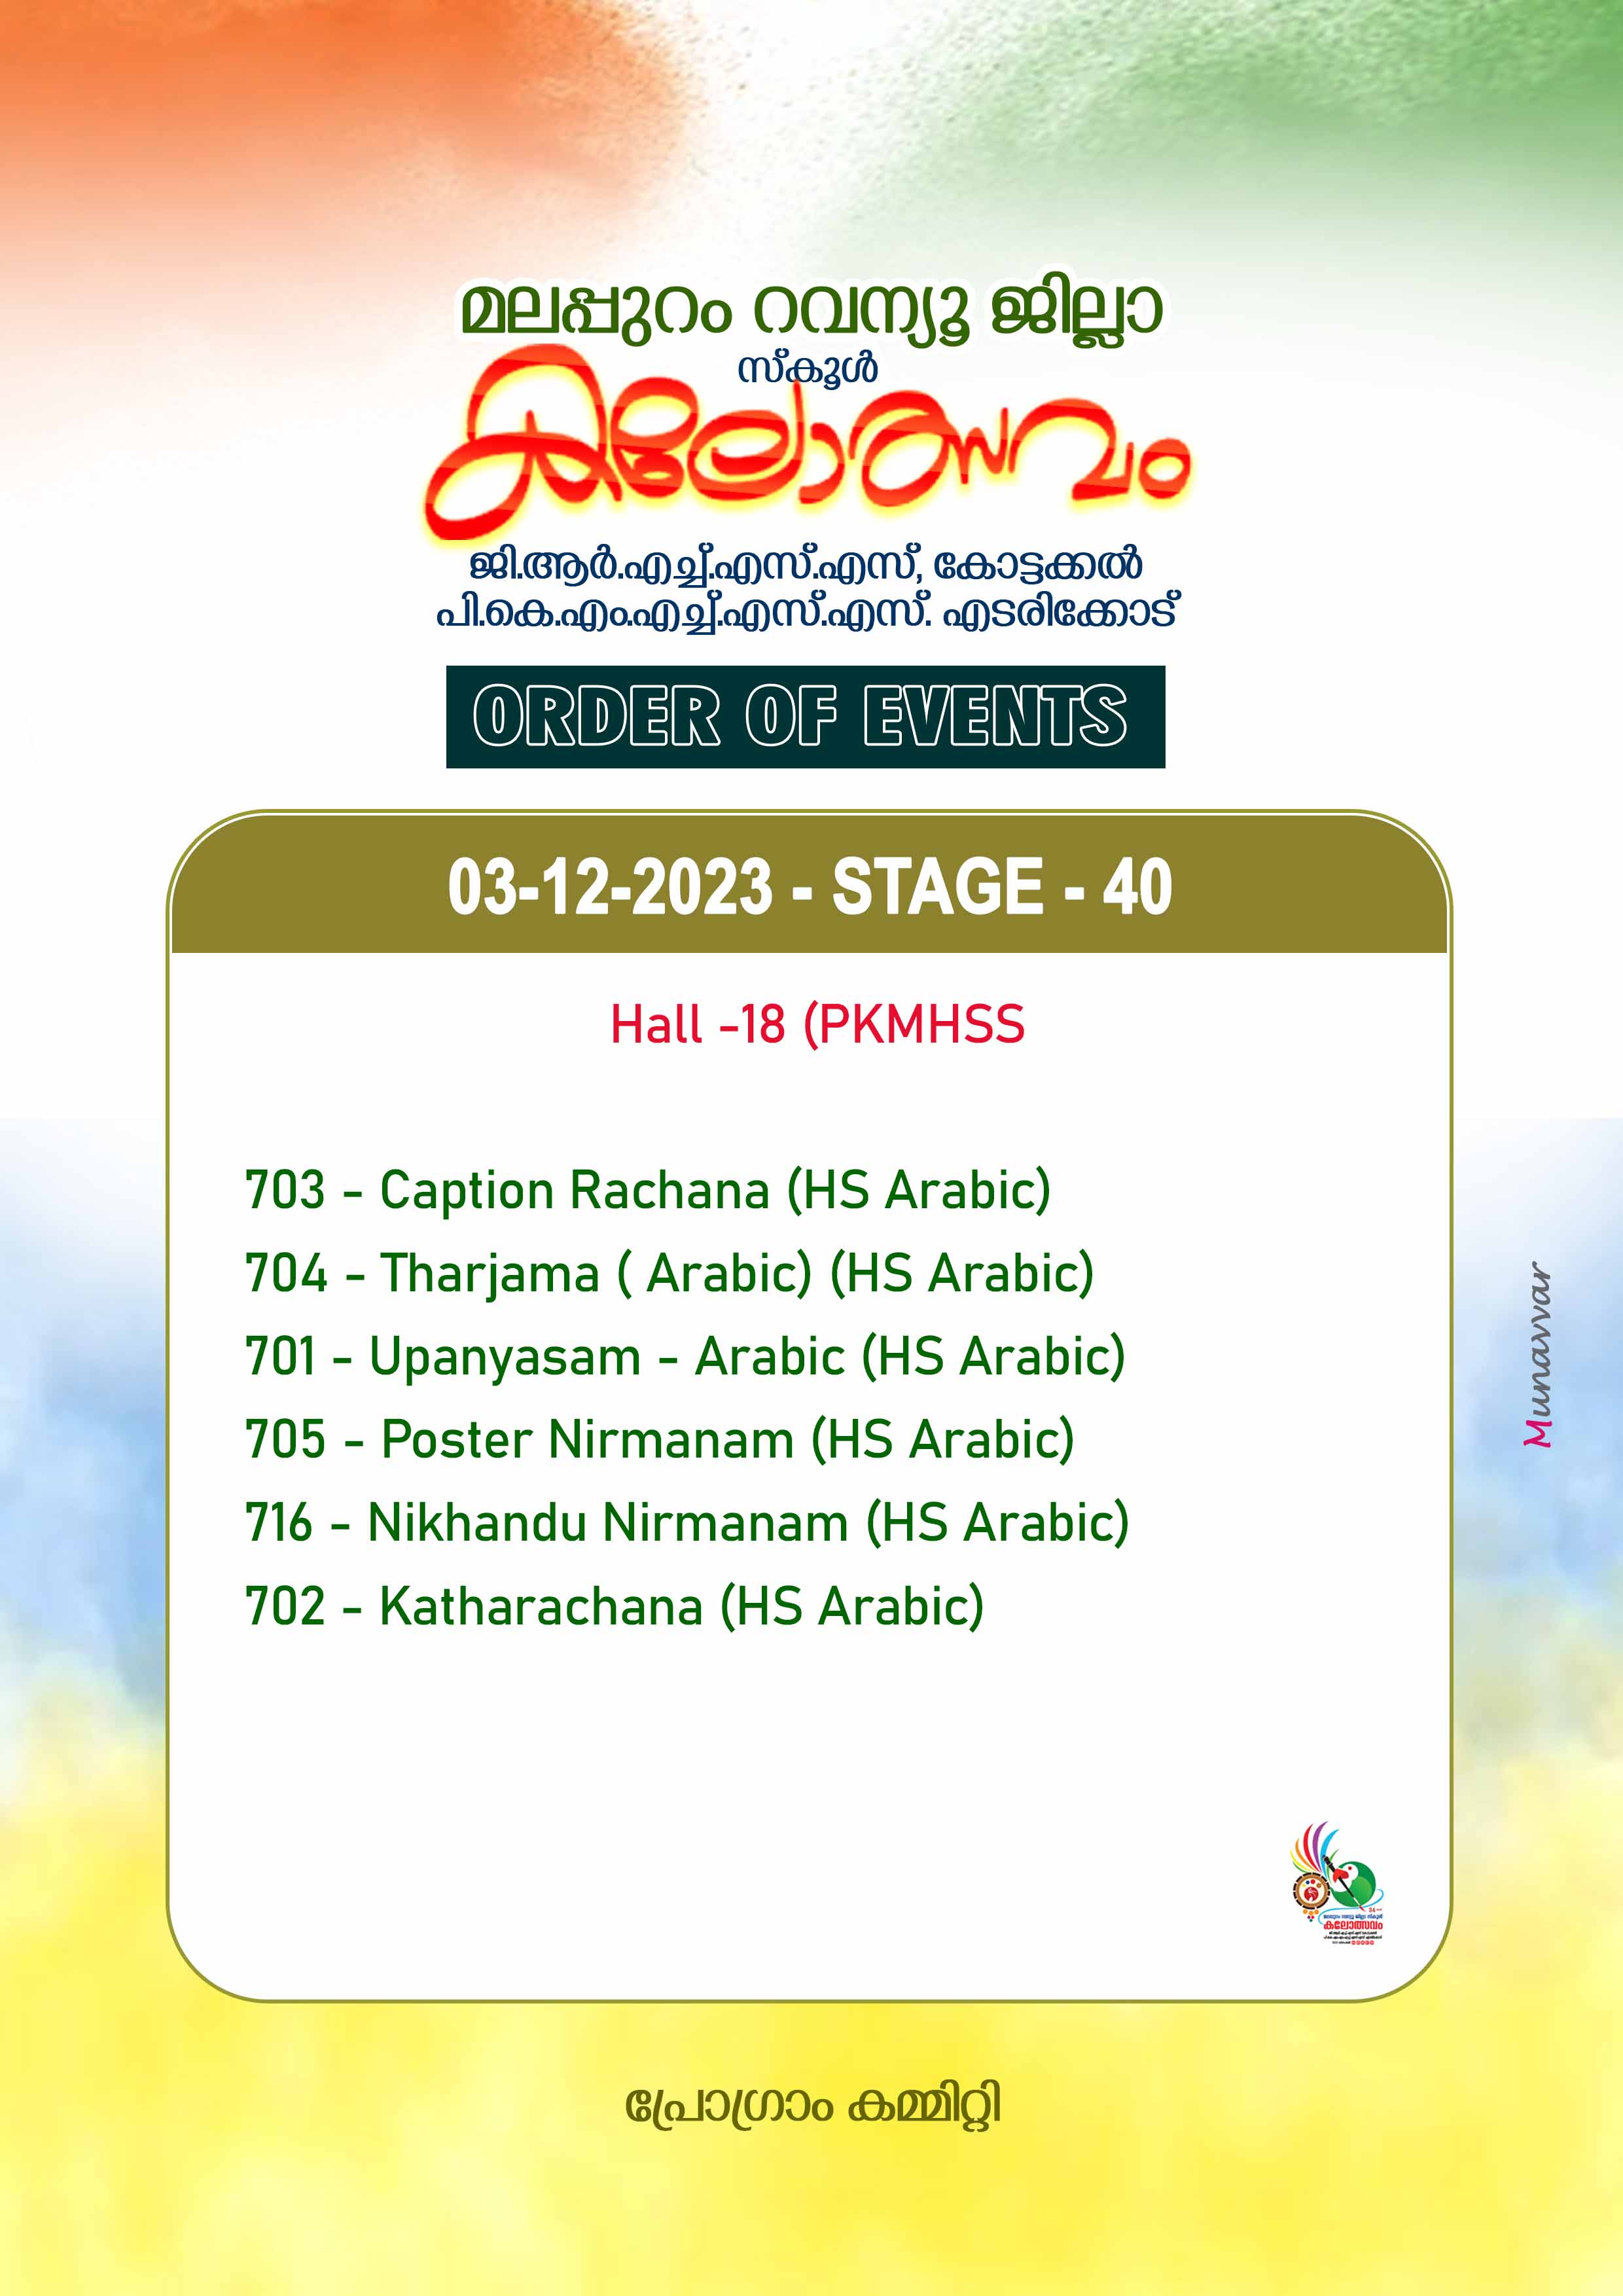 മലപ്പുറം റവന്യൂ ജില്ലാ
സ്കൂൾ
കലോത്സവം
ജി.ആർ.എച്ച്.എസ്.എസ്, കോട്ടക്കൽ
പി.കെ.എം.എച്ച്.എസ്.എസ്. എടരിക്കോട്
ORDER OF EVENTS
03-12-2023 - STAGE - 40
Hall -18 (PKMHSS
703 - Caption Rachana (HS Arabic)
704 - Tharjama ( Arabic) (HS Arabic)
701 - Upanyasam - Arabic (HS Arabic)
705 - Poster Nirmanam (HS Arabic)
716 - Nikhandu Nirmanam (HS Arabic)
702 - Katharachana (HS Arabic)
Munavvar
കലോത്സവം
പ്രോഗ്രാം കമ്മിറ്റി